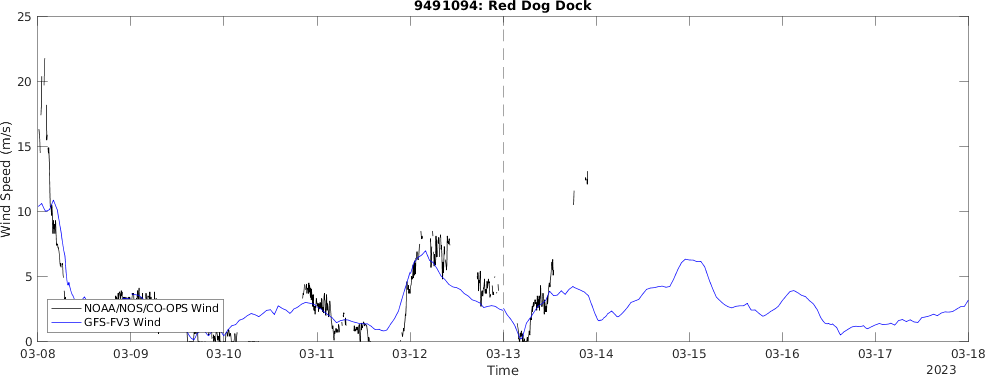 9491094: Red Dog Dock
25
20
15
10
5
0
Wind Speed (m/s)
NOAA/NOS/CO-OPS Wind
GFS-FV3 Wind
03-08 03-09 03-10 03-11 03-12 03-13 03-14 03-15 03-16 03-17 03-18
Time
2023